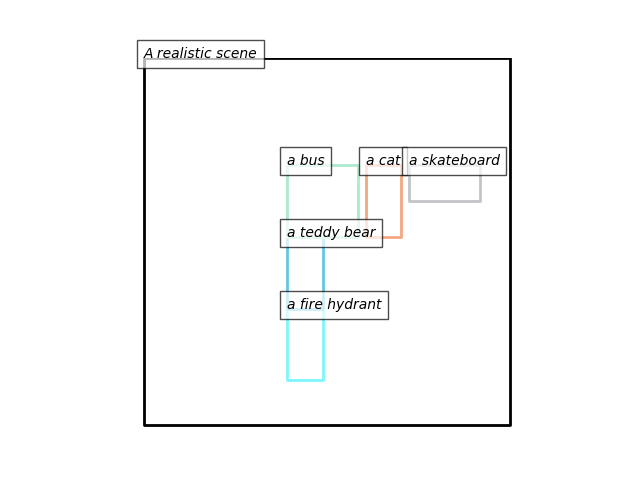 A realistic scene
a bus
a cat
a skateboard
a teddy bear
a fire hydrant